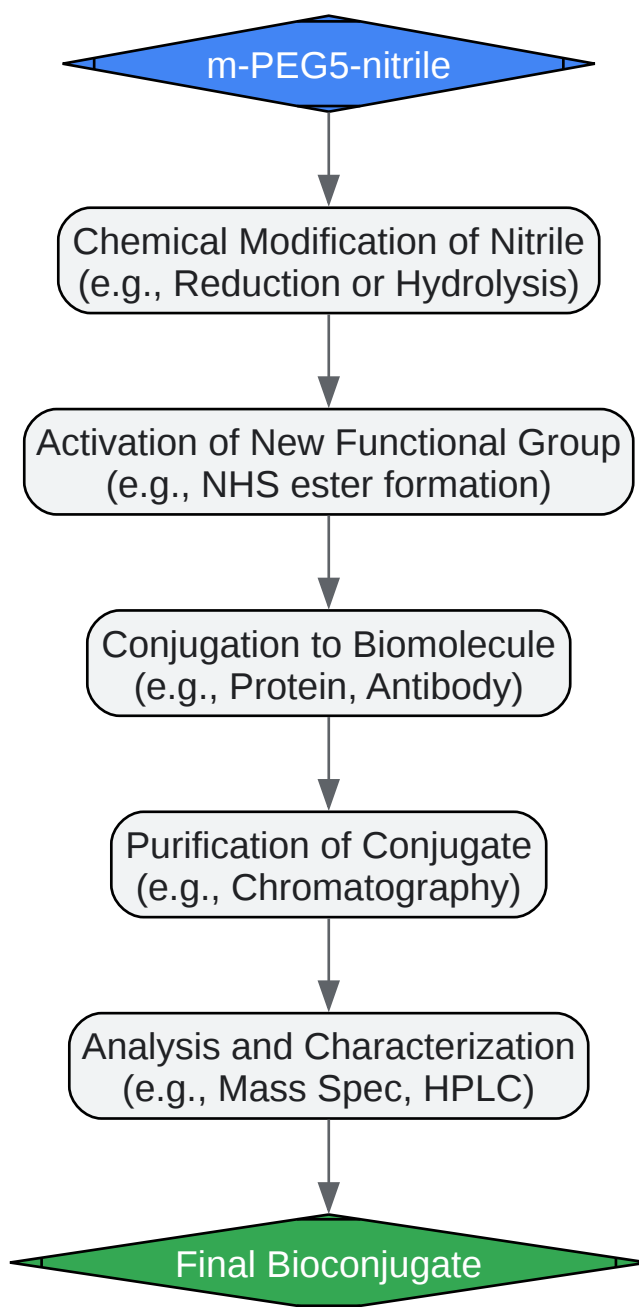 m-PEG5-nitrile
Chemical Modification of Nitrile
(e.g., Reduction or Hydrolysis)
Activation of New Functional Group
(e.g., NHS ester formation)
Conjugation to Biomolecule
(e.g., Protein, Antibody)
Purification of Conjugate
(e.g., Chromatography)
Analysis and Characterization
(e.g., Mass Spec, HPLC)
Final Bioconjugate